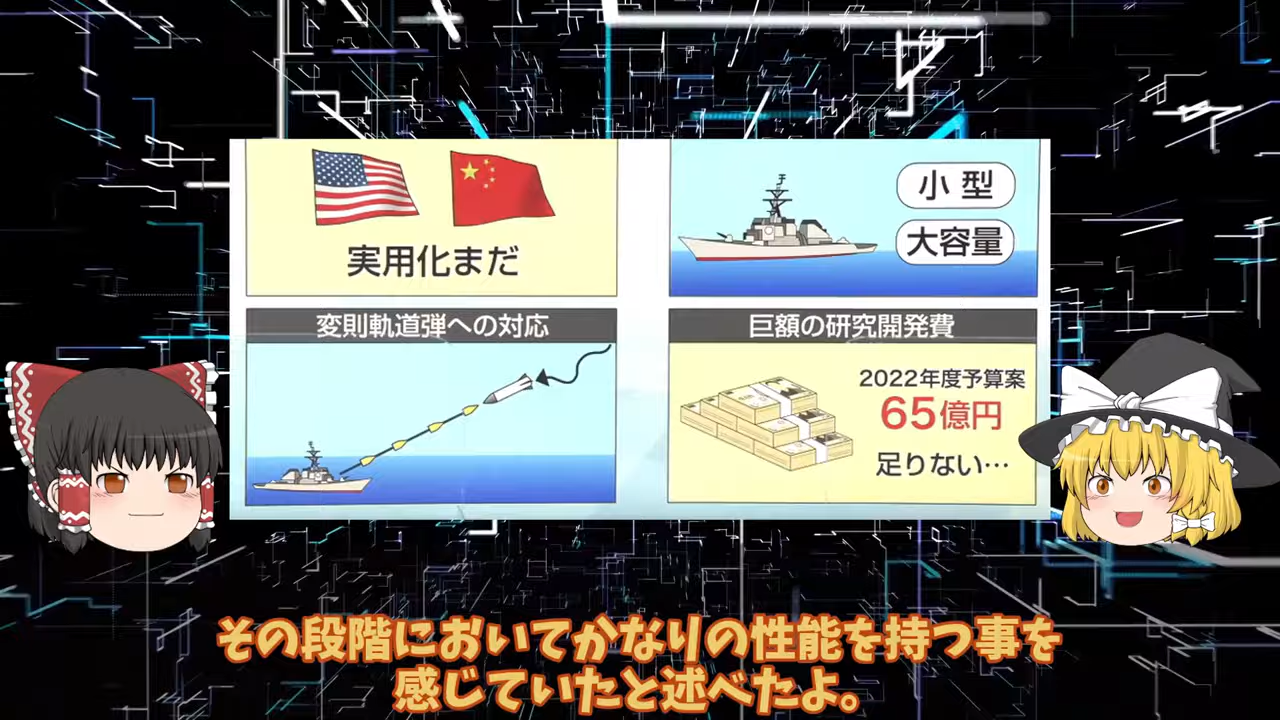 実用化まだ
小型
大容量
変則軌道弾への対応
巨額の研究開発費
2022年度予算案
65億円
足りない…
その段階においてかなりの性能を持つ事を
感じていたと述べたよ。